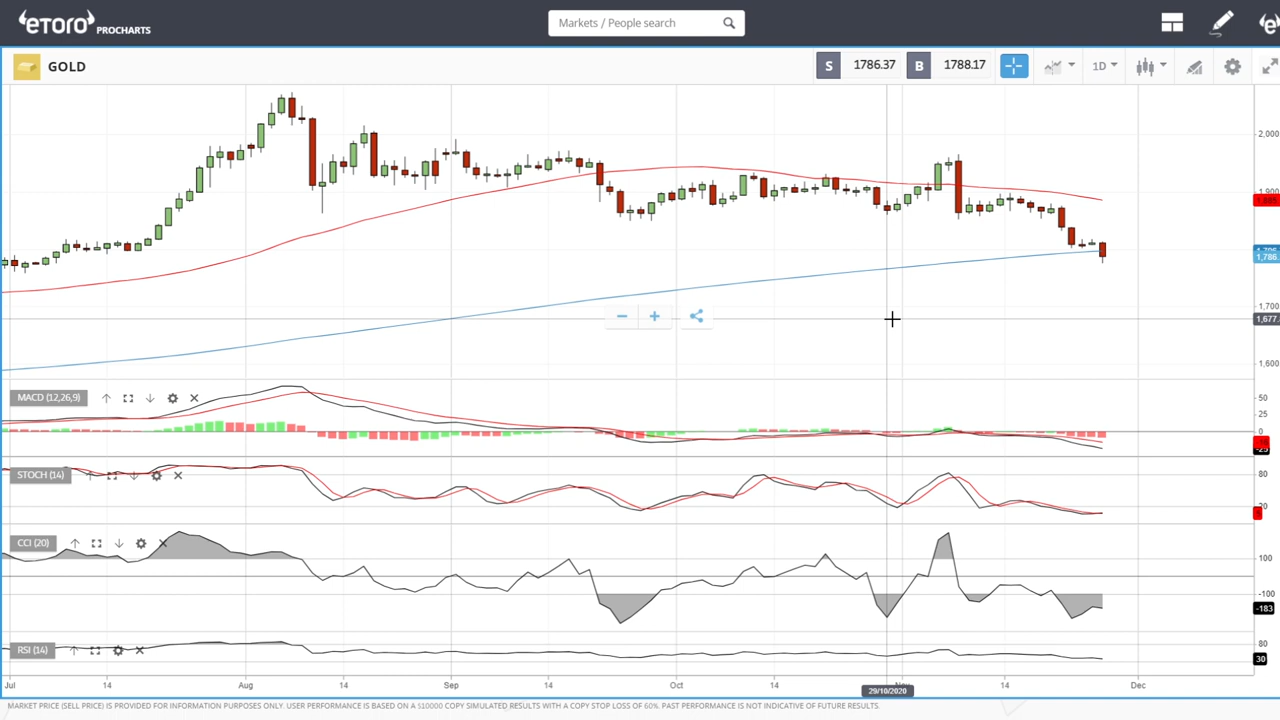 eTORO PROCHARTS
Markets / People search
GOLD
S 1786.37 B 1788.17 1D
2,000
1,900
1,786.
1,700
1,677.
1,600
MACD (12,26,9)
50
25
0
-25
STOCH (14)
80
20
CCI (20)
100
-100
-183
RSI (14)
80
30
Jul 14 Aug 14 Sep 14 Oct 14 Nov 14 Dec
29/10/2020
MARKET PRICE (SELL PRICE) IS PROVIDED FOR INFORMATION PURPOSES ONLY. USER PERFORMANCE IS BASED ON A $10000 COPY SIMULATED RESULTS WITH A COPY STOP LOSS OF 60%. PAST PERFORMANCE IS NOT INDICATIVE OF FUTURE RESULTS.